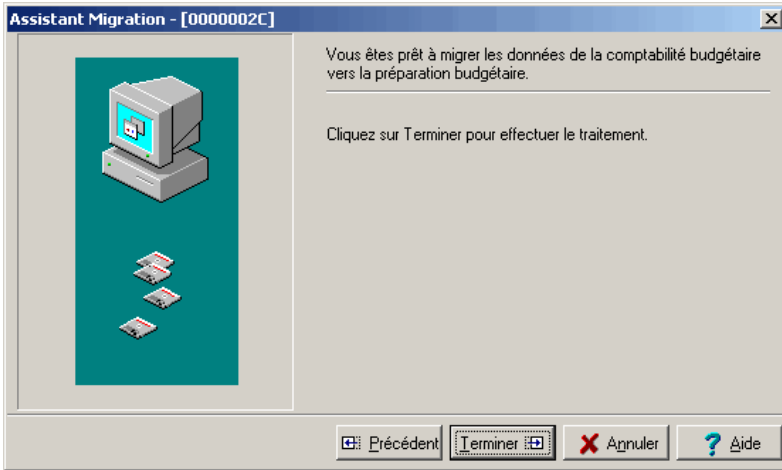 Assistant Migration - [0000002C]
Vous êtes prêt à migrer les données de la comptabilité budgétaire
vers la préparation budgétaire.
Cliquez sur Terminer pour effectuer le traitement.
Précédent Terminer Annuler Aide